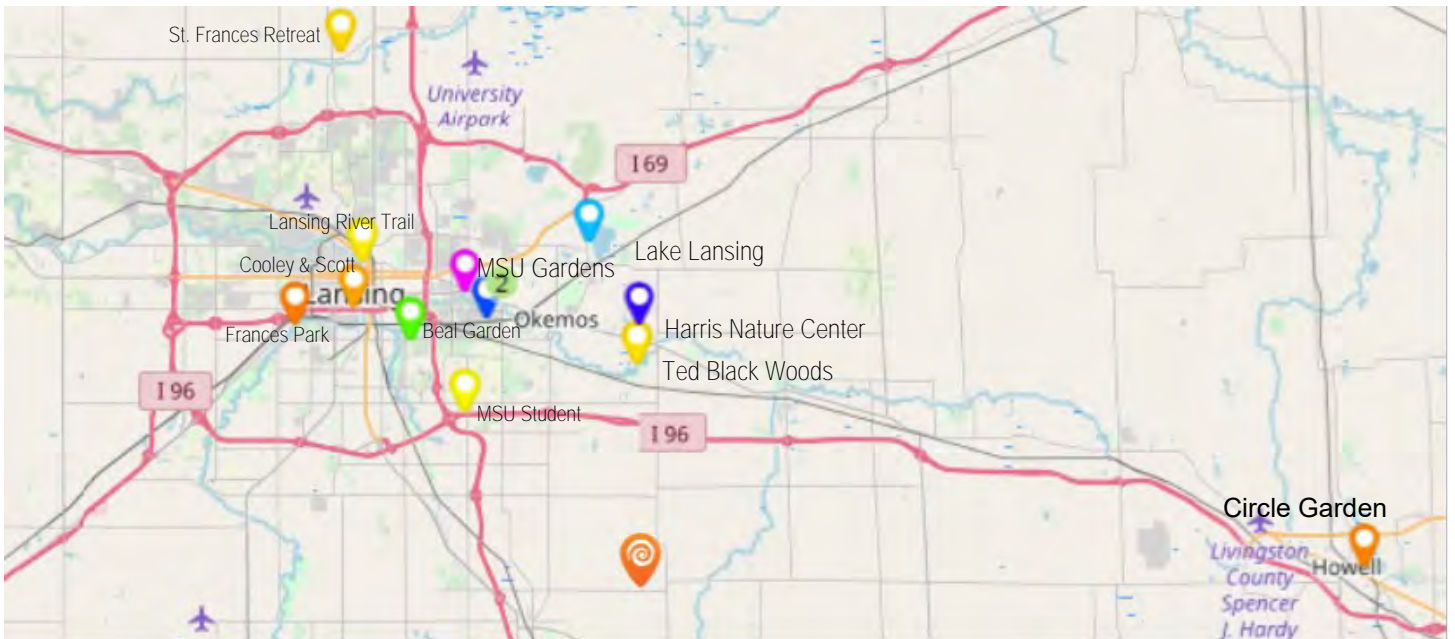 St. Frances Retreat
University
Airpark
I 69
Lansing River Trail
Lake Lansing
Cooley & Scott
MSU Gardens
2
Lansing
Okemos
Frances Park
Beal Garden
Harris Nature Center
Ted Black Woods
I 96
MSU Student
I 96
Circle Garden
Livingston
County
Spencer
J. Hardy
Howell